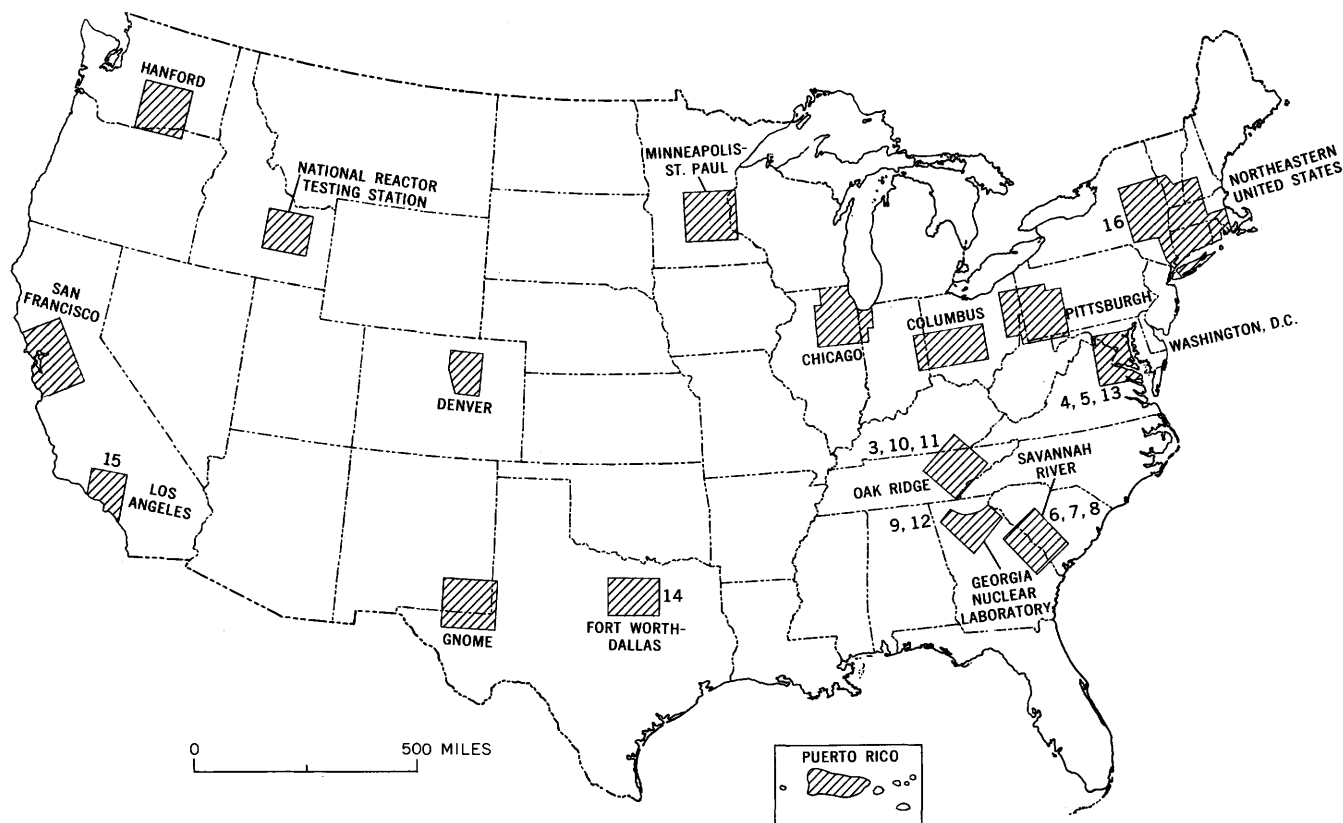 HANFORD
NATIONAL REACTOR
TESTING STATION
MINNEAPOLIS-
ST. PAUL
NORTHEASTERN
UNITED STATES
16
SAN
FRANCISCO
CHICAGO
COLUMBUS
PITTSBURGH
WASHINGTON, D.C.
DENVER
4, 5, 13
3, 10, 11
OAK RIDGE
SAVANNAH
RIVER
6, 7, 8
9, 12
GEORGIA
NUCLEAR
LABORATORY
15
LOS
ANGELES
GNOME
14
FORT WORTH-
DALLAS
0
500 MILES
PUERTO RICO